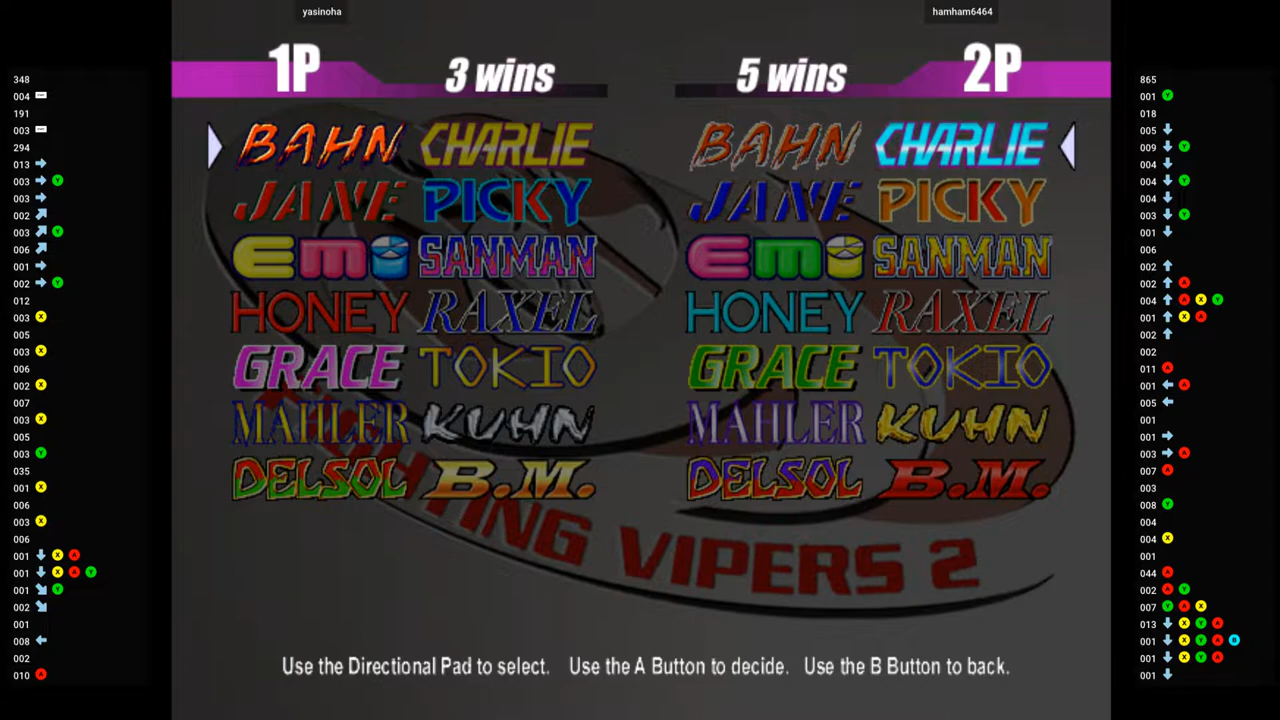 yasinoha
hamham6464
1P 3 wins
5 wins 2P
BAHN CHARLIE
JANE PICKY
emi SANMAN
HONEY RAXEL
GRACE TOKIO
MAHLER KUHN
DELSOL B.M.
BAHN CHARLIE
JANE PICKY
emi SANMAN
HONEY RAXEL
GRACE TOKIO
MAHLER KUHN
DELSOL B.M.
FIGHTING VIPERS 2
Use the Directional Pad to select. Use the A Button to decide. Use the B Button to back.
348
004
191
003
294
013
003 Y
003
002
003 Y
006
001
002 Y
012
003 X
005
003 X
006
002 X
007
003 X
005
003 Y
035
001 X
006
003 X
006
001 X A
001 X A Y
001 Y
002
001
008
002
010 A
865
001 Y
018
005
009 Y
004
004 Y
004
003 Y
001
006
002
002 A
004 A X Y
001 X A
002
002
011 A
001 A
005
001
001
003 A
007 A
003
008 Y
004
004 X
001
044 A
002 A Y
007 Y A X
013 X Y A
001 X Y A B
001 X Y A
001